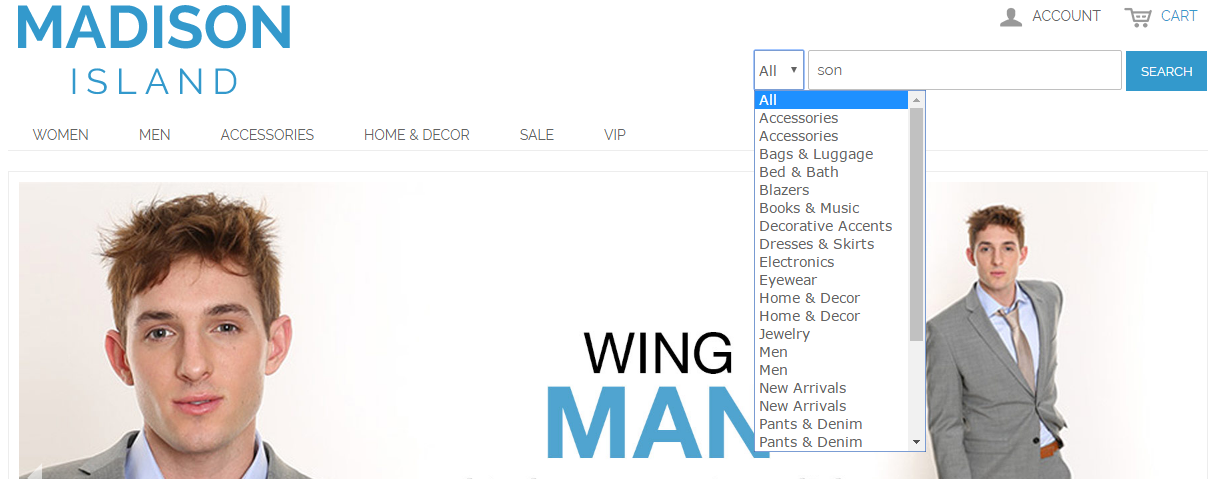 MADISON
ISLAND
ACCOUNT
CART
All
son
SEARCH
WOMEN
MEN
ACCESSORIES
HOME & DECOR
SALE
VIP
All
Accessories
Accessories
Bags & Luggage
Bed & Bath
Blazers
Books & Music
Decorative Accents
Dresses & Skirts
Electronics
Eyewear
Home & Decor
Home & Decor
Jewelry
Men
Men
New Arrivals
New Arrivals
Pants & Denim
Pants & Denim
WING
MAN